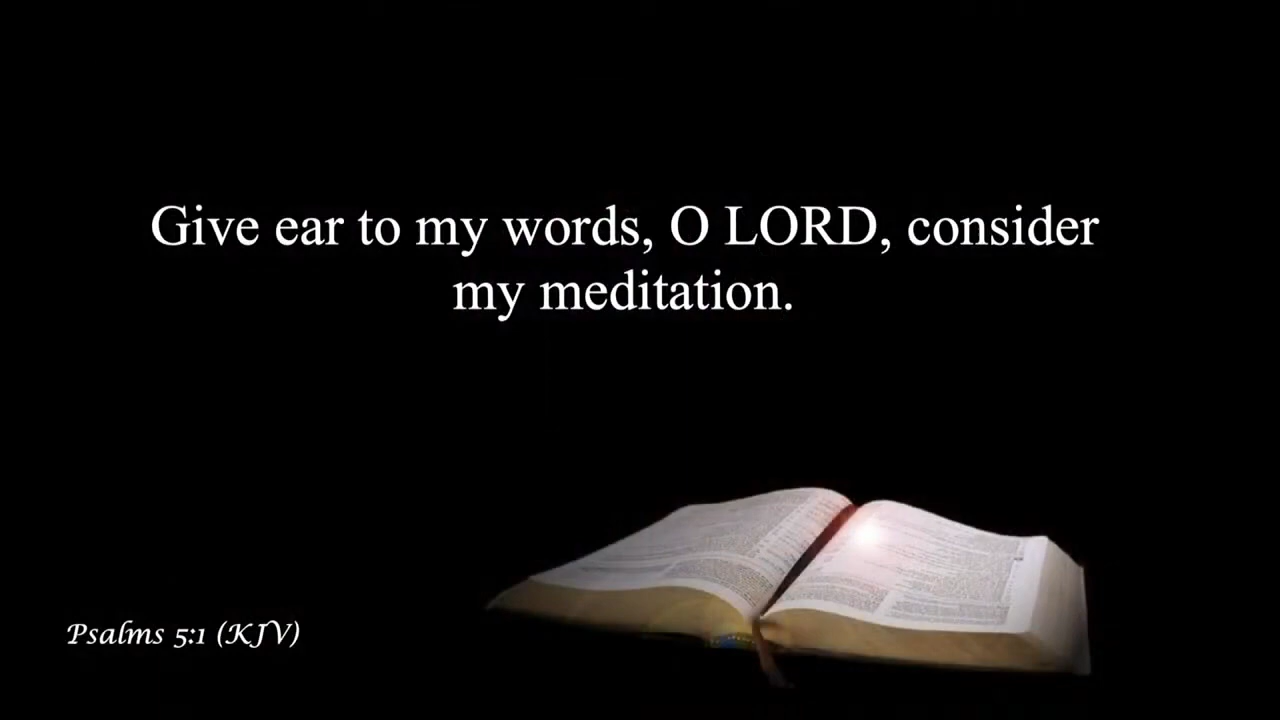 Give ear to my words, O LORD, consider
my meditation.
Psalms 5:1 (KJV)